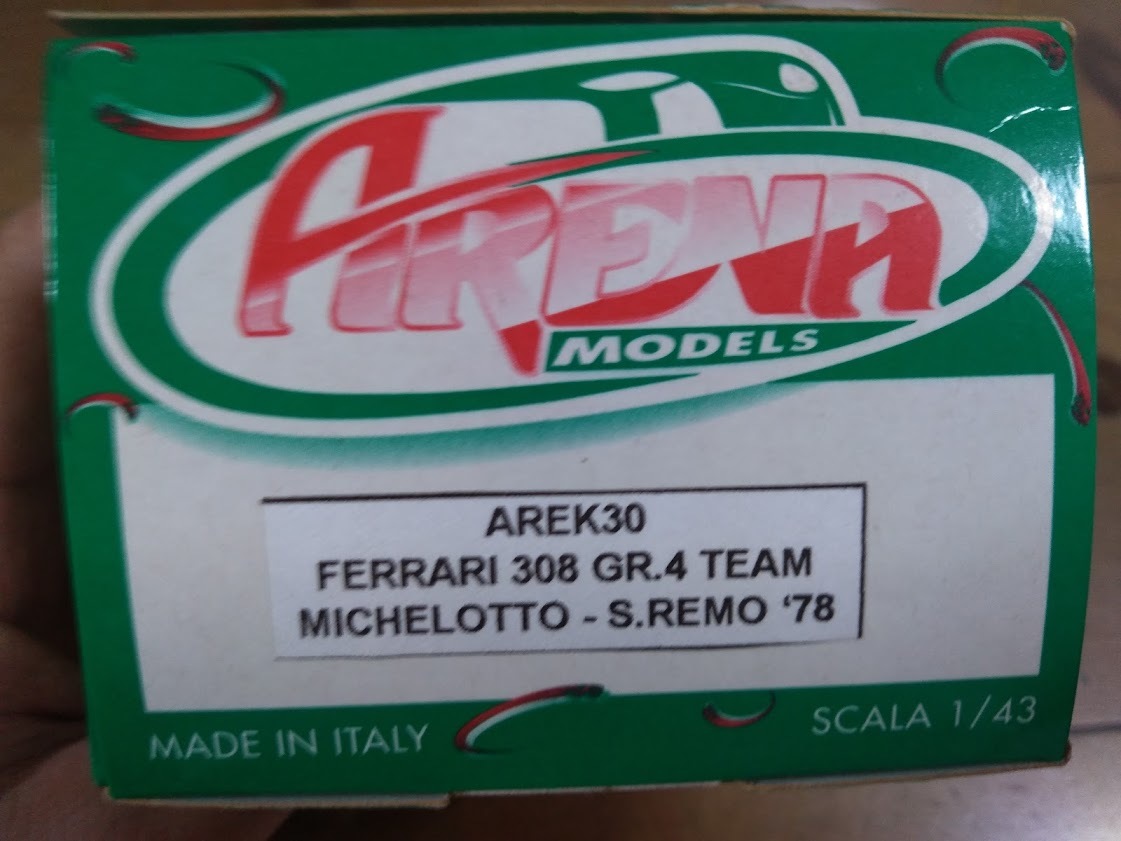 ARENA
MODELS
AREK30
FERRARI 308 GR.4 TEAM
MICHELOTTO - S.REMO ‘78
MADE IN ITALY
SCALA 1/43